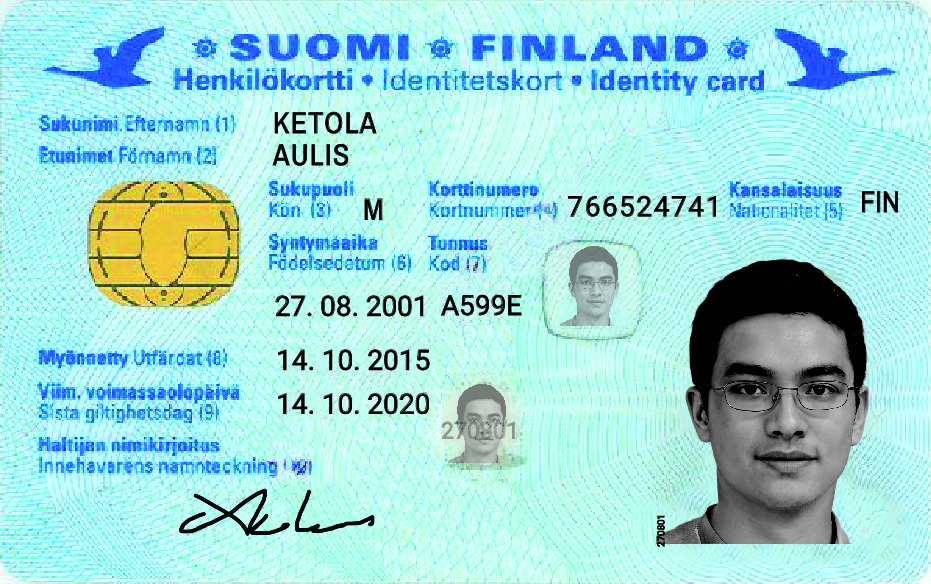 SUOMI FINLAND
Henkilökortti • Identitetskort • Identity card
Sukunimi Efternamn (1) KETOLA
Etunimet Förnamn (2) AULIS
Sukupuoli Korttinumero Kansalaisuus
Kön (3) M Kortnummer (4) 766524741 Nationalitet (5) FIN
Syntymäaika Tunnus
Födelsedatum (6) Kod (7)
27. 08. 2001 A599E
Myönnetty Utfärdat (8) 14. 10. 2015
Viim. voimassaolopäivä
Sista giltighetsdag (9) 14. 10. 2020
270801
Haltijan nimikirjoitus
Innehavarens namnteckning
270801